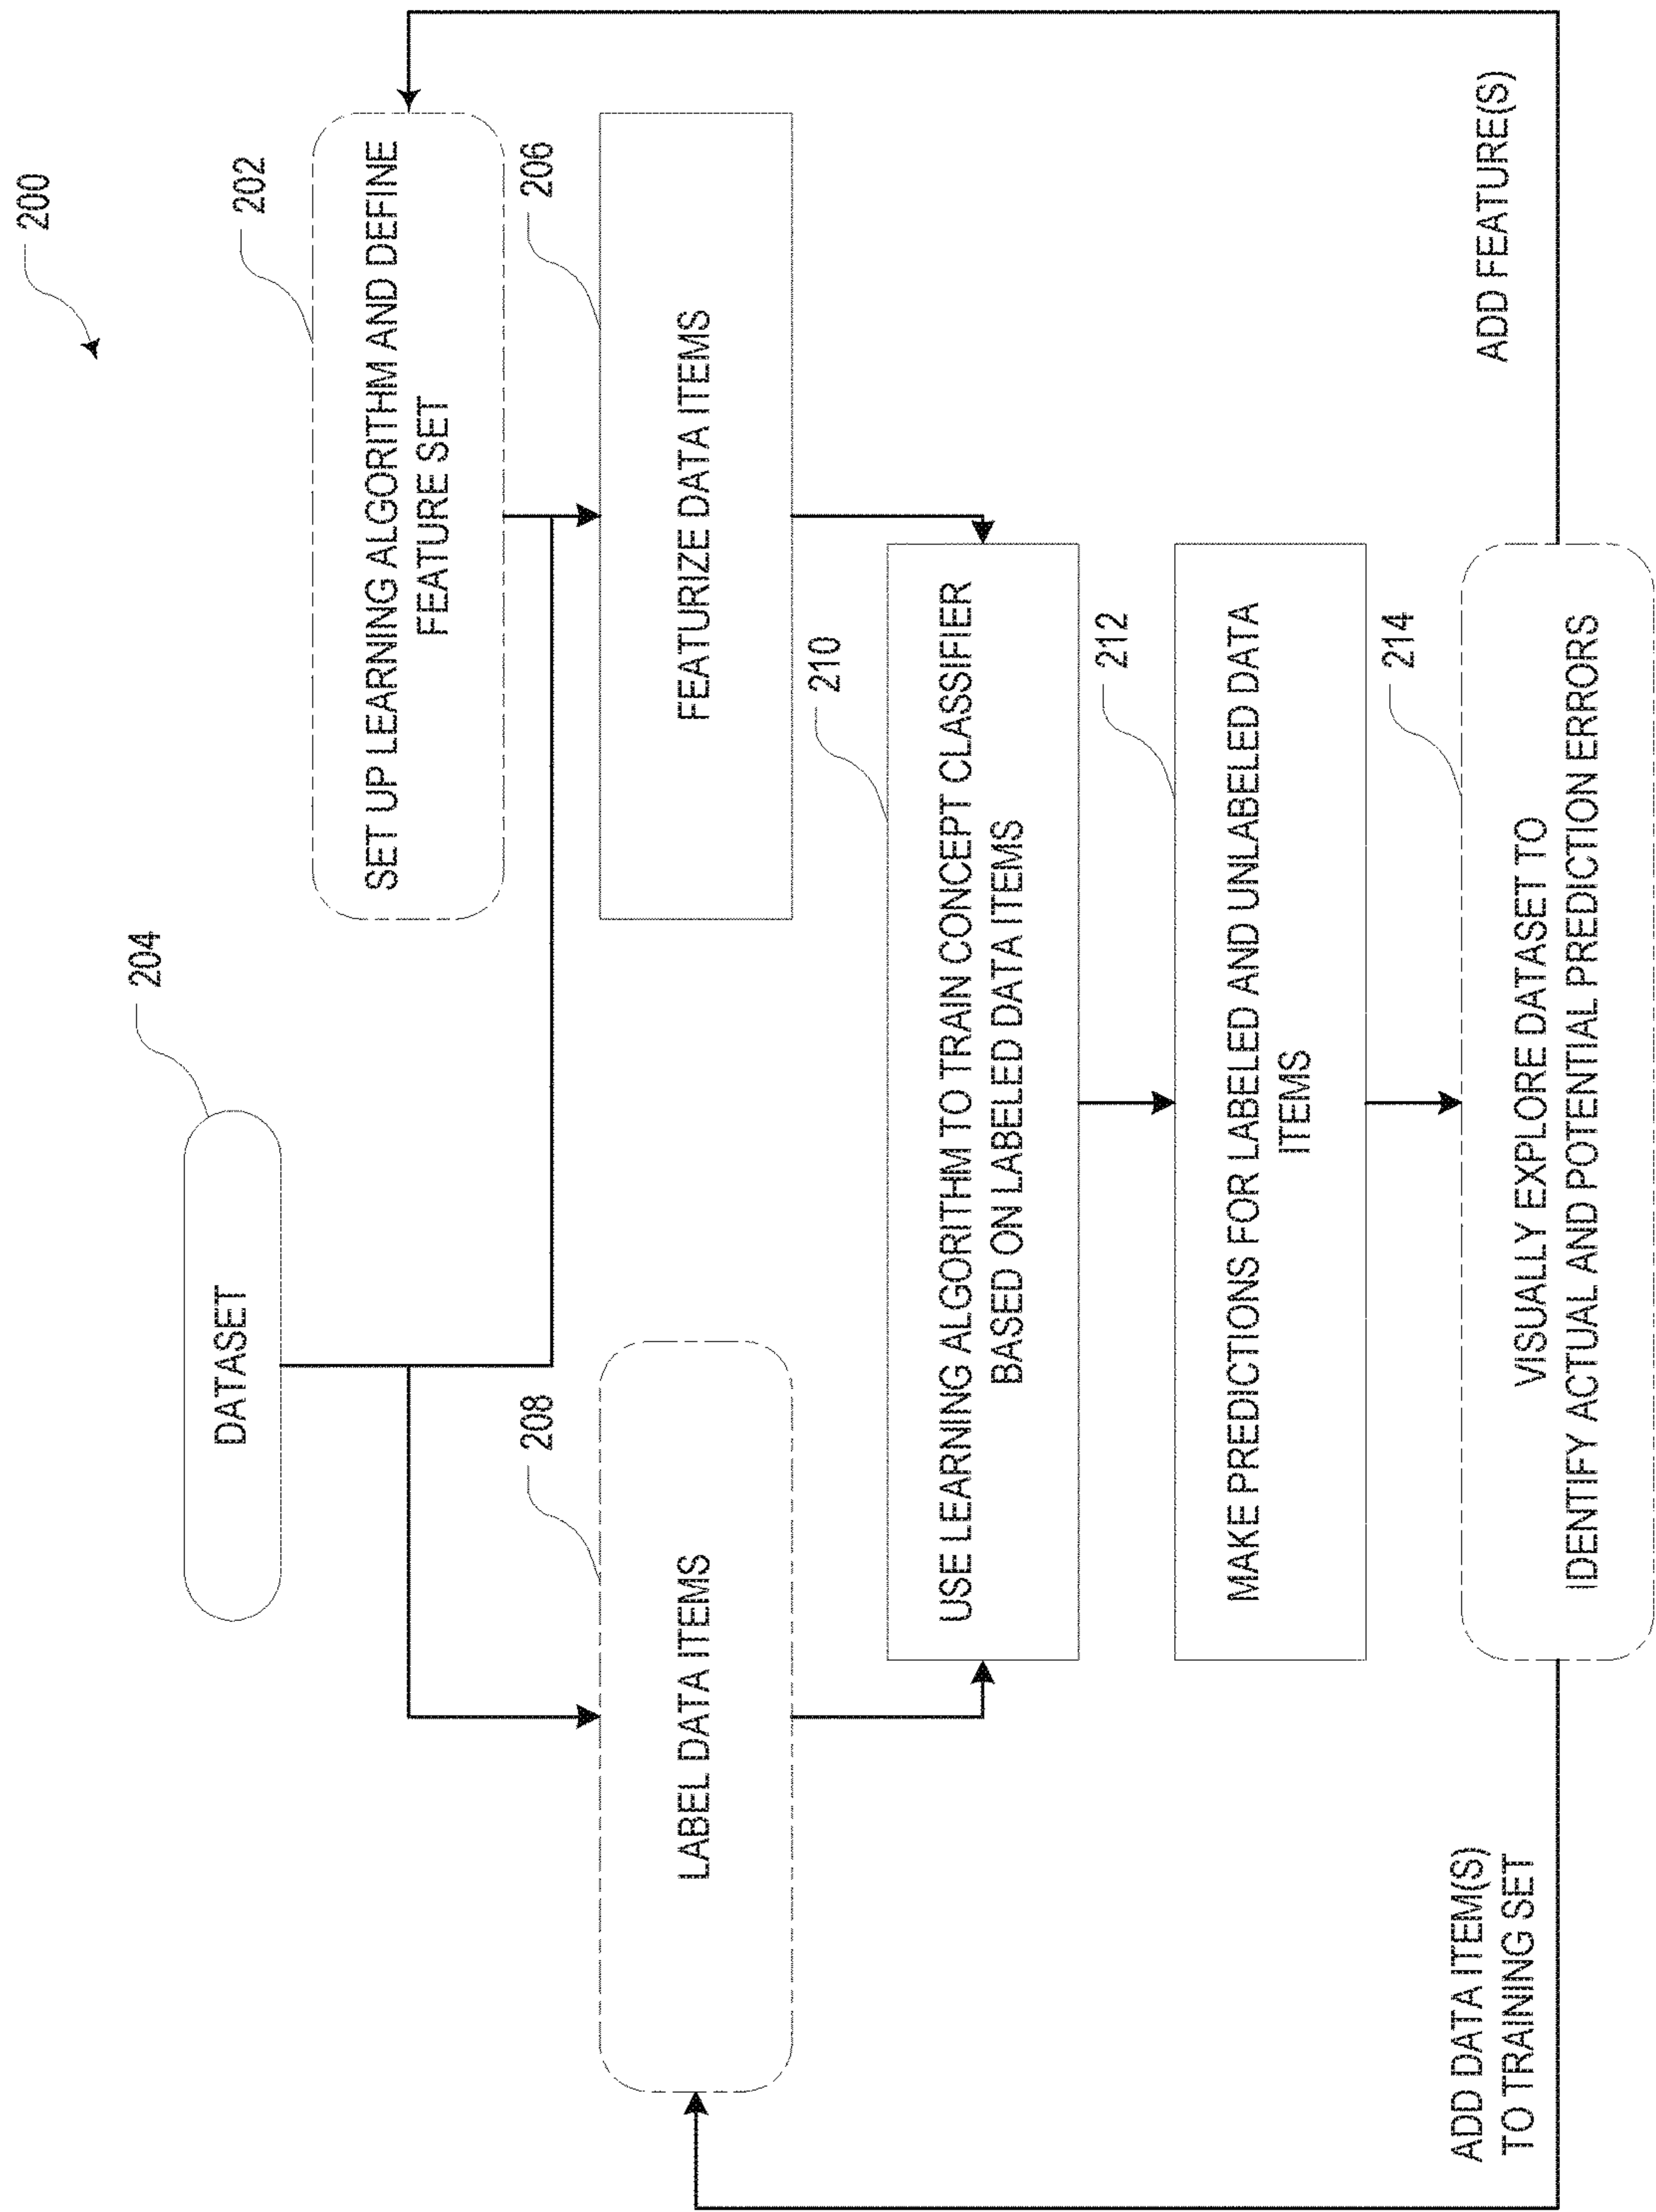 200
204
DATASET
202
SET UP LEARNING ALGORITHM AND DEFINE
FEATURE SET
208
LABEL DATA ITEMS
206
FEATURIZE DATA ITEMS
210
USE LEARNING ALGORITHM TO TRAIN CONCEPT CLASSIFIER
BASED ON LABELED DATA ITEMS
212
MAKE PREDICTIONS FOR LABELED AND UNLABELED DATA
ITEMS
214
VISUALLY EXPLORE DATASET TO
IDENTIFY ACTUAL AND POTENTIAL PREDICTION ERRORS
ADD DATA ITEM(S)
TO TRAINING SET
ADD FEATURE(S)